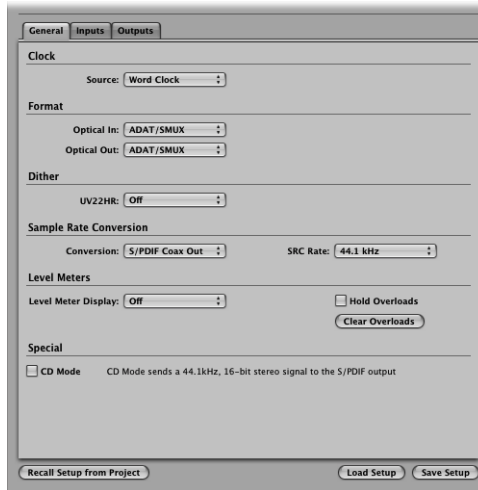 General Inputs Outputs
Clock
Source: Word Clock
Format
Optical In: ADAT/SMUX
Optical Out: ADAT/SMUX
Dither
UV22HR: Off
Sample Rate Conversion
Conversion: S/PDIF Coax Out SRC Rate: 44.1 kHz
Level Meters
Level Meter Display: Off Hold Overloads
Clear Overloads
Special
CD Mode CD Mode sends a 44.1kHz, 16-bit stereo signal to the S/PDIF output
Recall Setup from Project Load Setup Save Setup